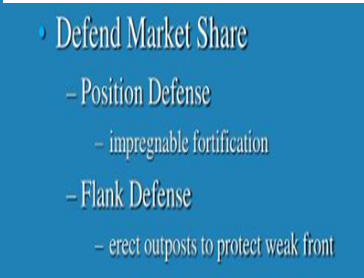 • Defend Market Share
– Position Defense
– impregnable fortification
– Flank Defense
– erect outposts to protect weak front